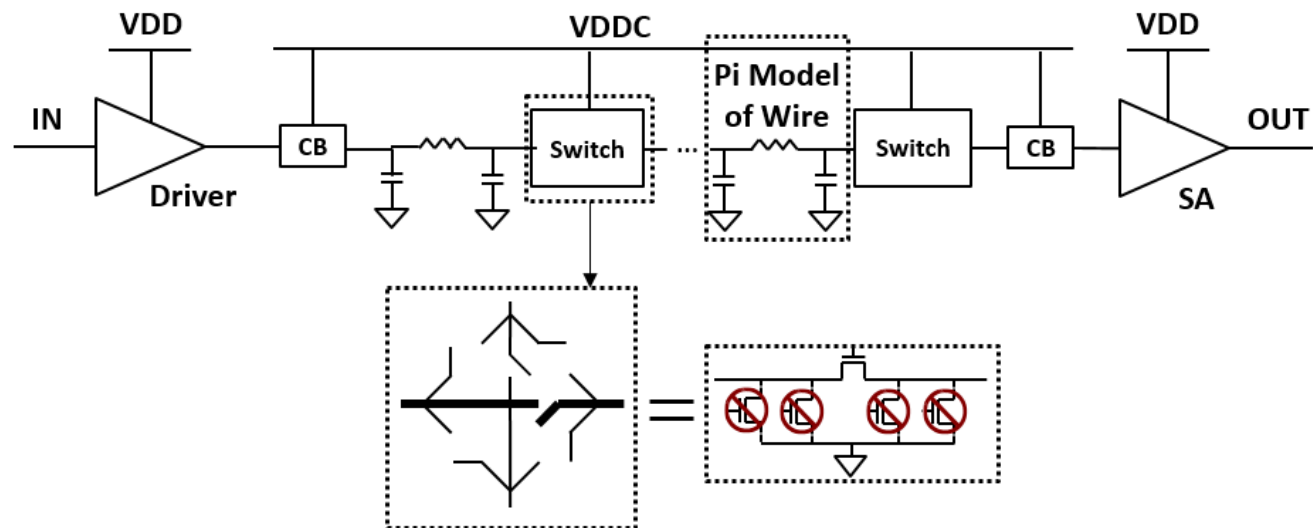 VDD
VDDC
VDD
IN
CB
Switch
...
Pi Model
of Wire
Switch
CB
OUT
Driver
SA